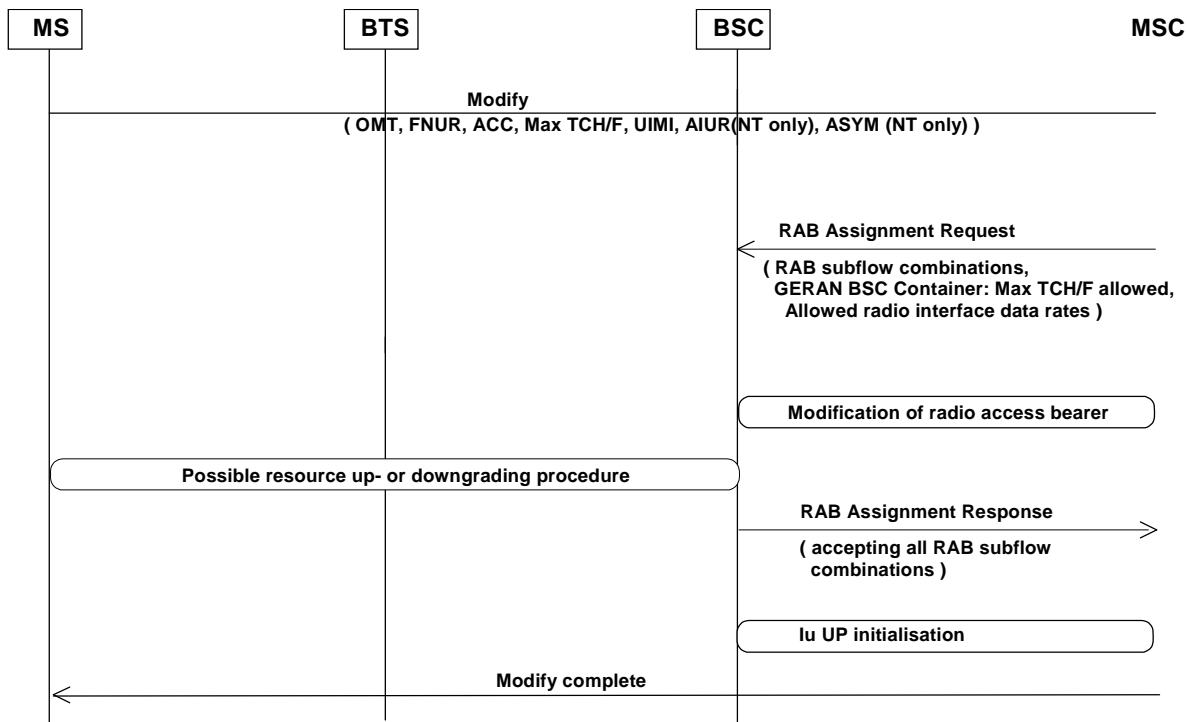 MS
BTS
BSC
MSC
Modify
( OMT, FNUR, ACC, Max TCH/F, UIMI, AIUR(NT only), ASYM (NT only) )
RAB Assignment Request
( RAB subflow combinations,
GERAN BSC Container: Max TCH/F allowed,
Allowed radio interface data rates )
Modification of radio access bearer
Possible resource up- or downgrading procedure
RAB Assignment Response
( accepting all RAB subflow
combinations )
Iu UP initialisation
Modify complete